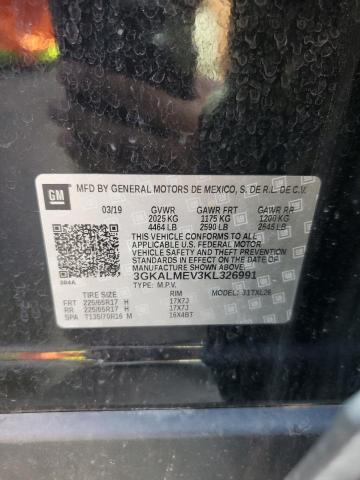 GM
MFD BY GENERAL MOTORS DE MEXICO, S. DE R.L. DE C.V.
03/19 GVWR GAWR FRT GAWR RR
2025 KG 1175 KG 1200 KG
4464 LB 2590 LB 2645 LB
THIS VEHICLE CONFORMS TO ALL
APPLICABLE U.S. FEDERAL MOTOR
VEHICLE SAFETY AND THEFT PREVENTION
STANDARDS IN EFFECT ON THE DATE OF
MANUFACTURE SHOWN ABOVE.
3GKALMEV3KL326991
TYPE: M.P.V.
TIRE SIZE RIM MODEL:
FRT 225/65R17 H 17X7J
RR 225/65R17 H 17X7J
SPA T135/70R16 M 16X4BT